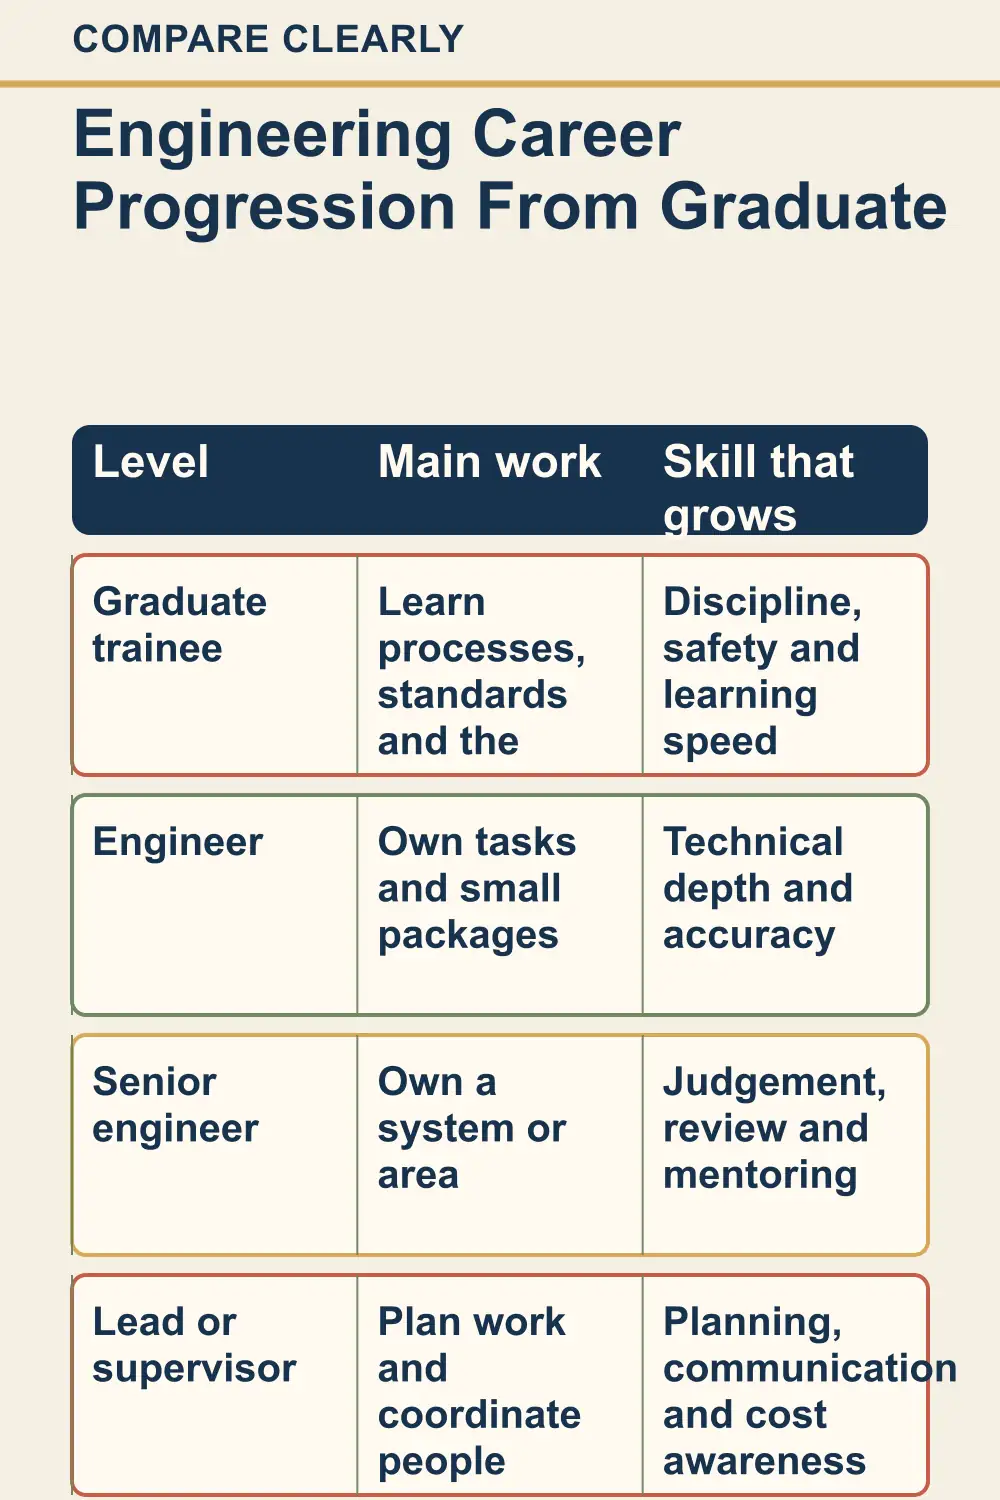 COMPARE CLEARLY
Engineering Career
Progression From Graduate
Level
Main work
Skill that
grows
Graduate
trainee
Learn
processes,
standards
and the
Discipline,
safety and
learning
speed
Engineer
Own tasks
and small
packages
Technical
depth and
accuracy
Senior
engineer
Own a
system or
area
Judgement,
review and
mentoring
Lead or
supervisor
Plan work
and
coordinate
people
Planning,
communication
and cost
awareness